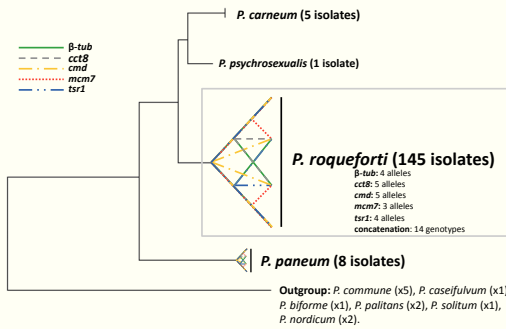 P. carneum (5 isolates)
β-tub
cct8
cmd
mcm7
tsr1
P. psychrosexualis (1 isolate)
P. roqueforti (145 isolates)
β-tub: 4 alleles
cct8: 5 alleles
cmd: 5 alleles
mcm7: 3 alleles
tsr1: 4 alleles
concatenation: 14 genotypes
P. paneum (8 isolates)
Outgroup: P. commune (x5), P. caseifulvum (x1)
P. biforme (x1), P. palitans (x2), P. solitum (x1),
P. nordicum (x2).